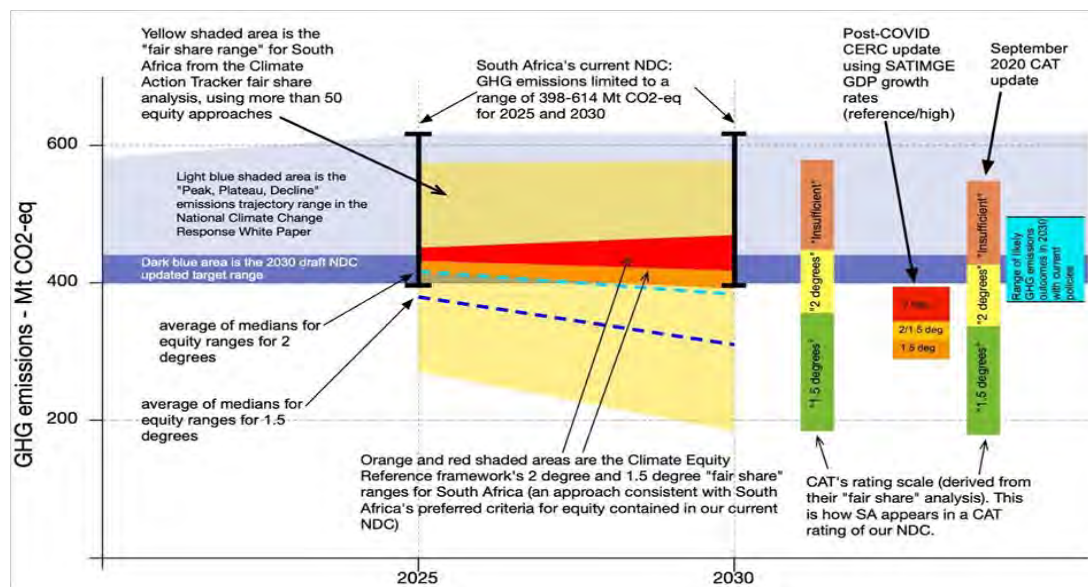 Yellow shaded area is the
"fair share range" for South
Africa from the Climate
Action Tracker fair share
analysis, using more than 50
equity approaches
South Africa's current NDC:
GHG emissions limited to a
range of 398-614 Mt CO2-eq
for 2025 and 2030
Post-COVID
CERC update
using SATIMGE
GDP growth
rates
(reference/high)
September
2020 CAT
update
GHG emissions - Mt CO2-eq
600
400
200
Light blue shaded area is the
"Peak, Plateau, Decline"
emissions trajectory range in the
National Climate Change
Response White Paper
Dark blue area is the 2030 draft NDC
updated target range
average of medians for
equity ranges for 2
degrees
average of medians for
equity ranges for 1.5
degrees
Orange and red shaded areas are the Climate Equity
Reference framework's 2 degree and 1.5 degree "fair share"
ranges for South Africa (an approach consistent with South
Africa's preferred criteria for equity contained in our current
NDC)
"Insufficient"
"2 degrees"
"1.5 degrees"
2/1.5 deg
1.5 deg
"Insufficient"
"2 degrees"
"1.5 degrees"
Range of likely
GHG emissions
outcomes in 2030
with current
policies
CAT's rating scale (derived from
their "fair share" analysis). This
is how SA appears in a CAT
rating of our NDC.
2025
2030